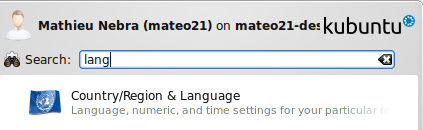 Mathieu Nebra (mateo21) on mateo21-des kubuntu
Search: lang
Country/Region & Language
Language, numeric, and time settings for your particular re